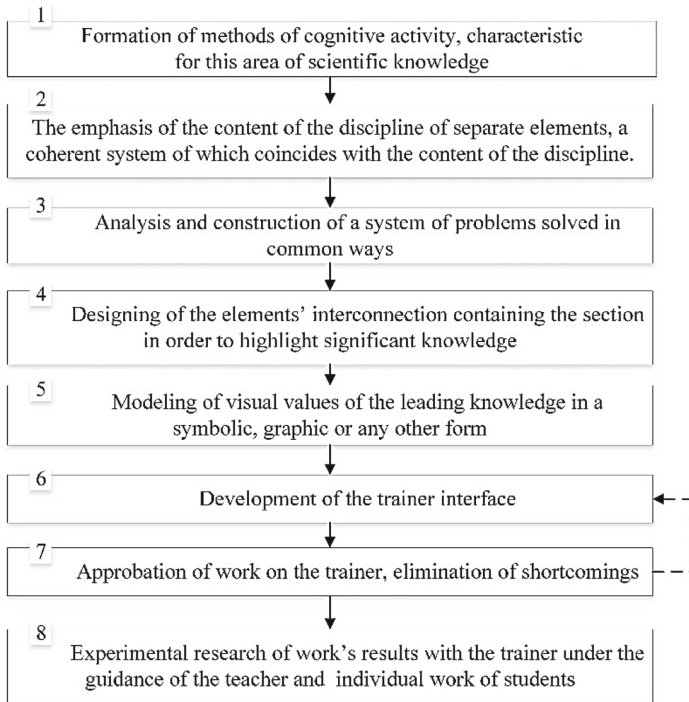 1
Formation of methods of cognitive activity, characteristic
for this area of scientific knowledge
2
The emphasis of the content of the discipline of separate elements, a
coherent system of which coincides with the content of the discipline.
3
Analysis and construction of a system of problems solved in
common ways
4
Designing of the elements’ interconnection containing the section
in order to highlight significant knowledge
5
Modeling of visual values of the leading knowledge in a
symbolic, graphic or any other form
6
Development of the trainer interface
7
Approbation of work on the trainer, elimination of shortcomings
8
Experimental research of work’s results with the trainer under the
guidance of the teacher and individual work of students